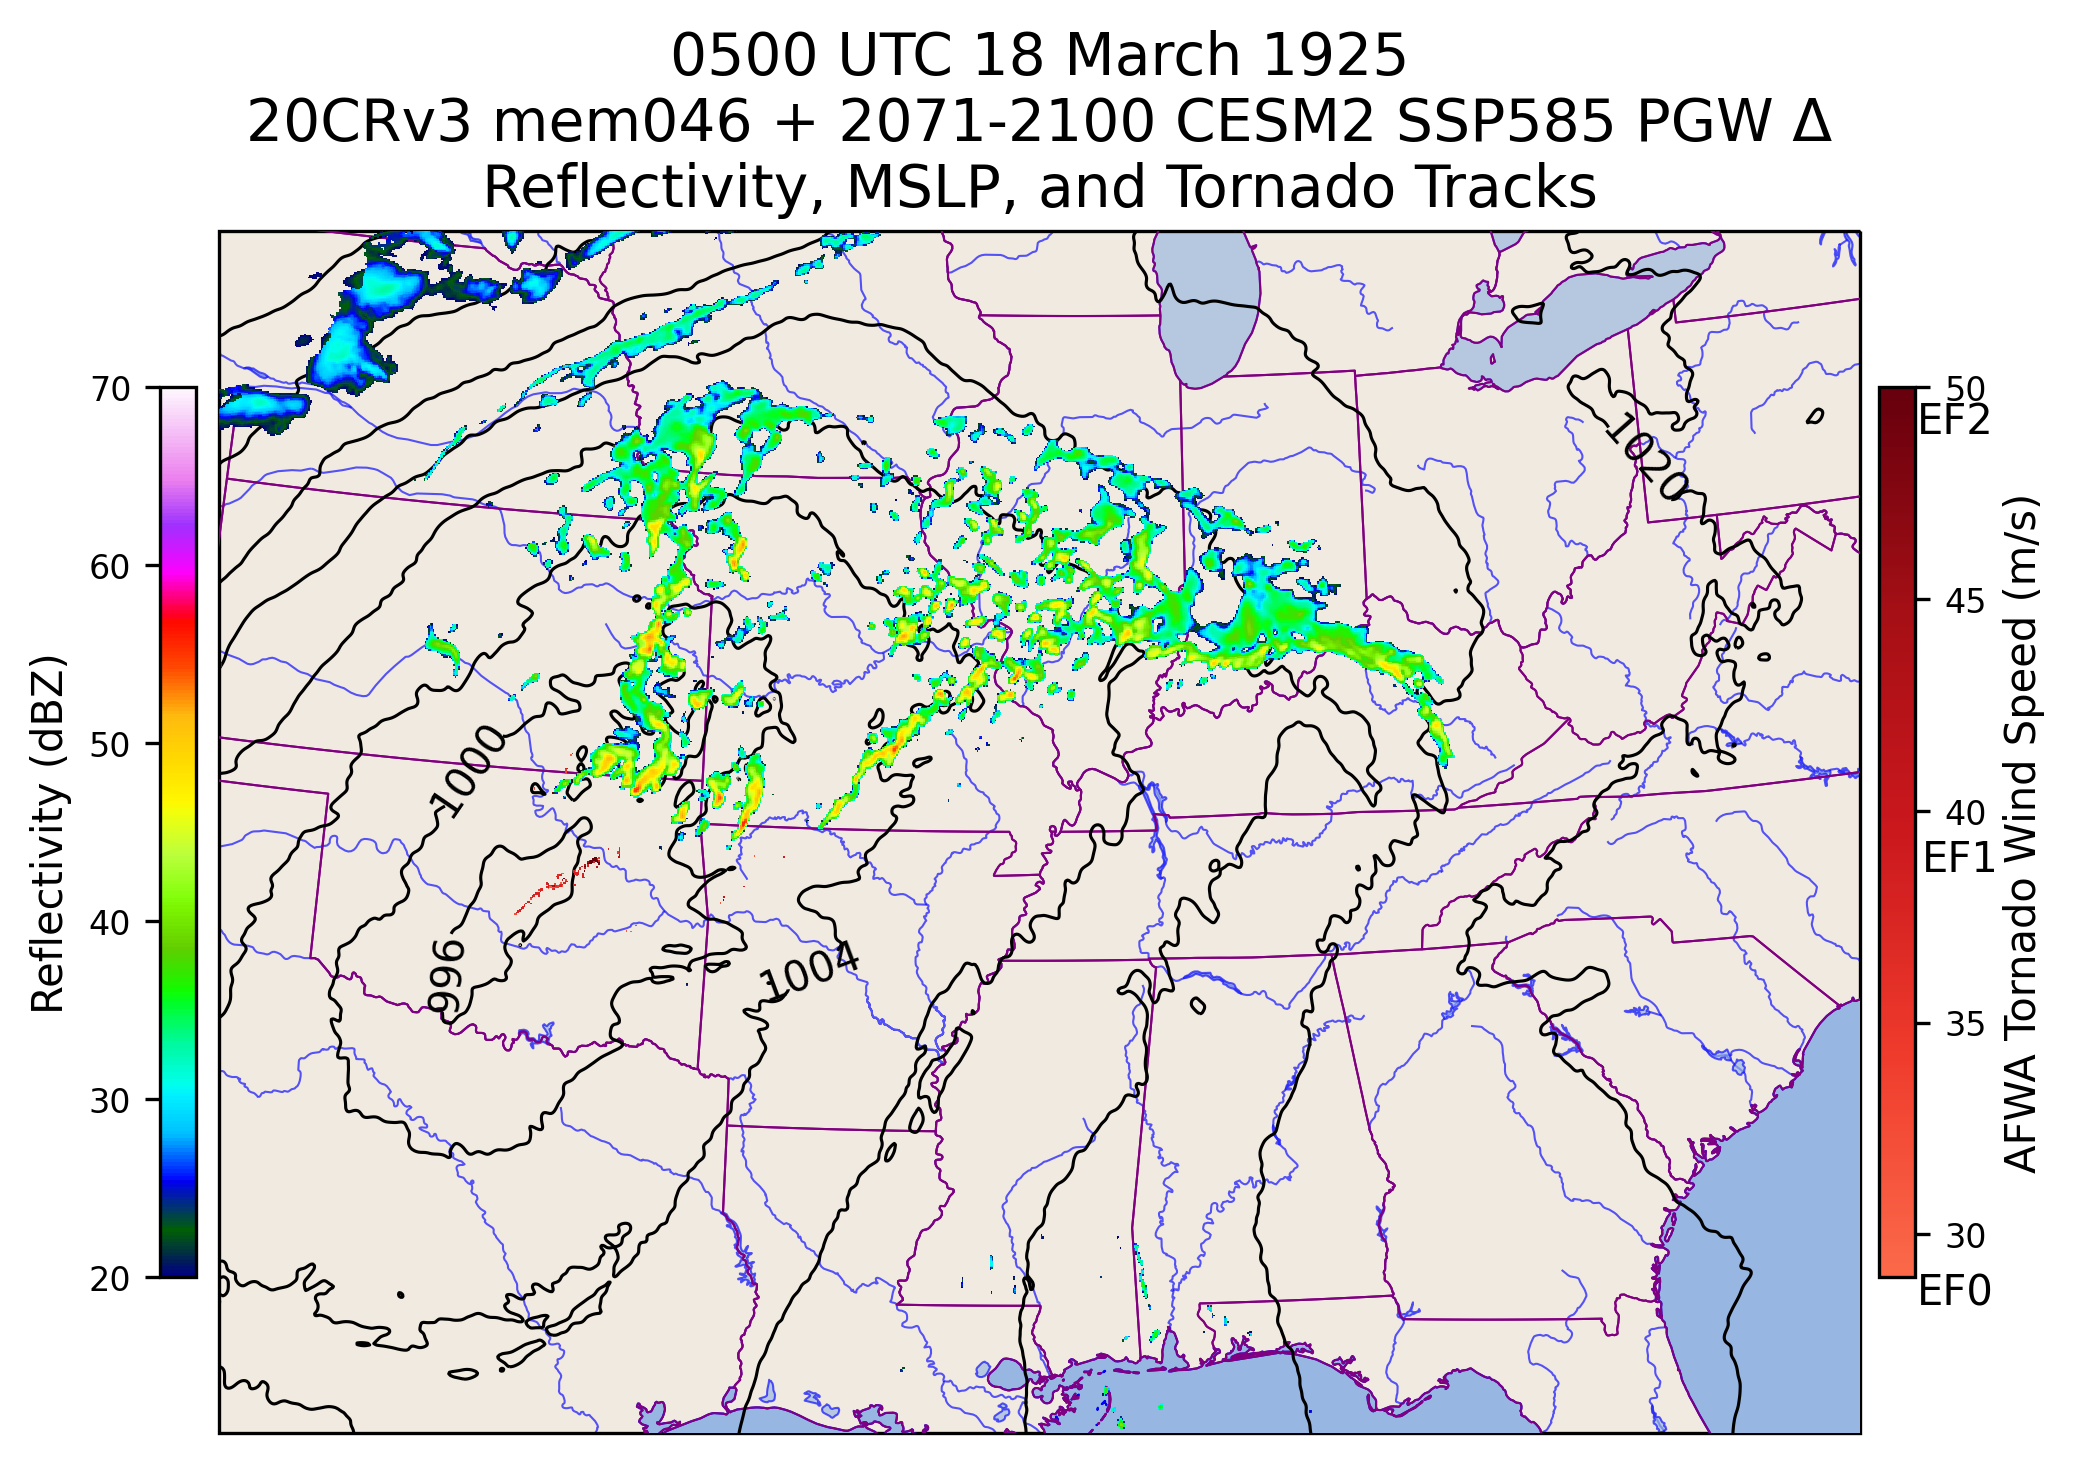 0500 UTC 18 March 1925
20CRv3 mem046 + 2071-2100 CESM2 SSP585 PGW Δ
Reflectivity, MSLP, and Tornado Tracks
70
60
50
40
30
20
Reflectivity (dBZ)
1020
1000
996
1004
50
EF2
45
40
EF1
35
30
EF0
AFWA Tornado Wind Speed (m/s)